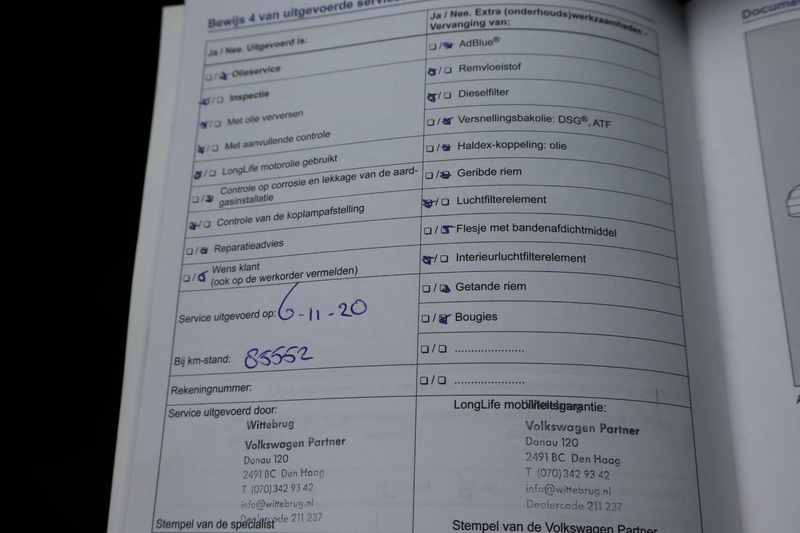 Bewijs 4 van uitgevoerde
Ja / Nee. Uitgevoerd is:
☐/☒ Olieservice
☒/☐ Inspectie
☒/☐ Met olie verversen
☒/☐ Met aanvullende controle
☒/☐ LongLife motorolie gebruikt
☐/☒ Controle op corrosie en lekkage van de aard-
gasinstallatie
☒/☐ Controle van de koplampafstelling
☐/☒ Reparatieadvies
☐/☒ Wens klant
(ook op de werkorder vermelden)
Service uitgevoerd op: 6-11-20
Bij km-stand: 85552
Rekeningnummer:
Service uitgevoerd door:
Wittebrug
Volkswagen Partner
Donau 120
2491 BC Den Haag
T (070) 342 93 42
info@wittebrug.nl
Dealercode 211 237
Stempel van de specialist
Ja / Nee. Extra (onderhouds)werkzaamheden -
Vervanging van:
☐/☒ AdBlue®
☒/☐ Remvloeistof
☒/☐ Dieselfilter
☐/☒ Versnellingsbakolie: DSG®, ATF
☐/☒ Haldex-koppeling: olie
☐/☒ Geribde riem
☒/☐ Luchtfilterelement
☐/☒ Flesje met bandenafdichtmiddel
☒/☐ Interieurluchtfilterelement
☐/☒ Getande riem
☐/☒ Bougies
☐/☐ .....................
☐/☐ .....................
LongLife mobiliteitsgarantie:
Volkswagen Partner
Donau 120
2491 BC Den Haag
T (070) 342 93 42
info@wittebrug.nl
Dealercode 211 237
Stempel van de Volkswagen Partner
Docume